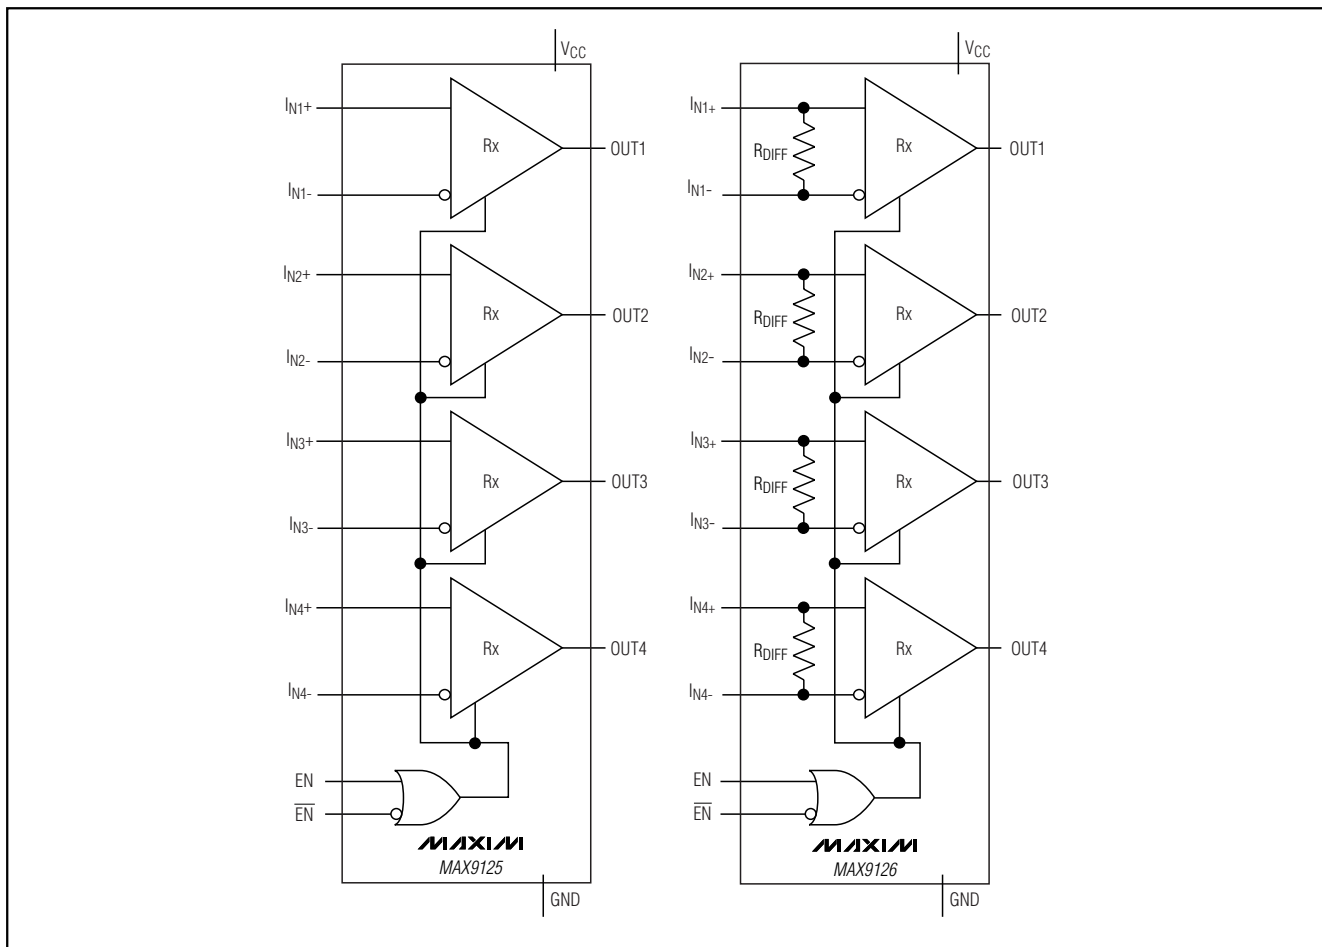 VCC
IN1+
Rx
OUT1
IN1-
IN2+
Rx
OUT2
IN2-
IN3+
Rx
OUT3
IN3-
IN4+
Rx
OUT4
IN4-
EN
EN
MAXIM
MAX9125
GND
VCC
IN1+
RDIFF
Rx
OUT1
IN1-
IN2+
RDIFF
Rx
OUT2
IN2-
IN3+
RDIFF
Rx
OUT3
IN3-
IN4+
RDIFF
Rx
OUT4
IN4-
EN
EN
MAXIM
MAX9126
GND